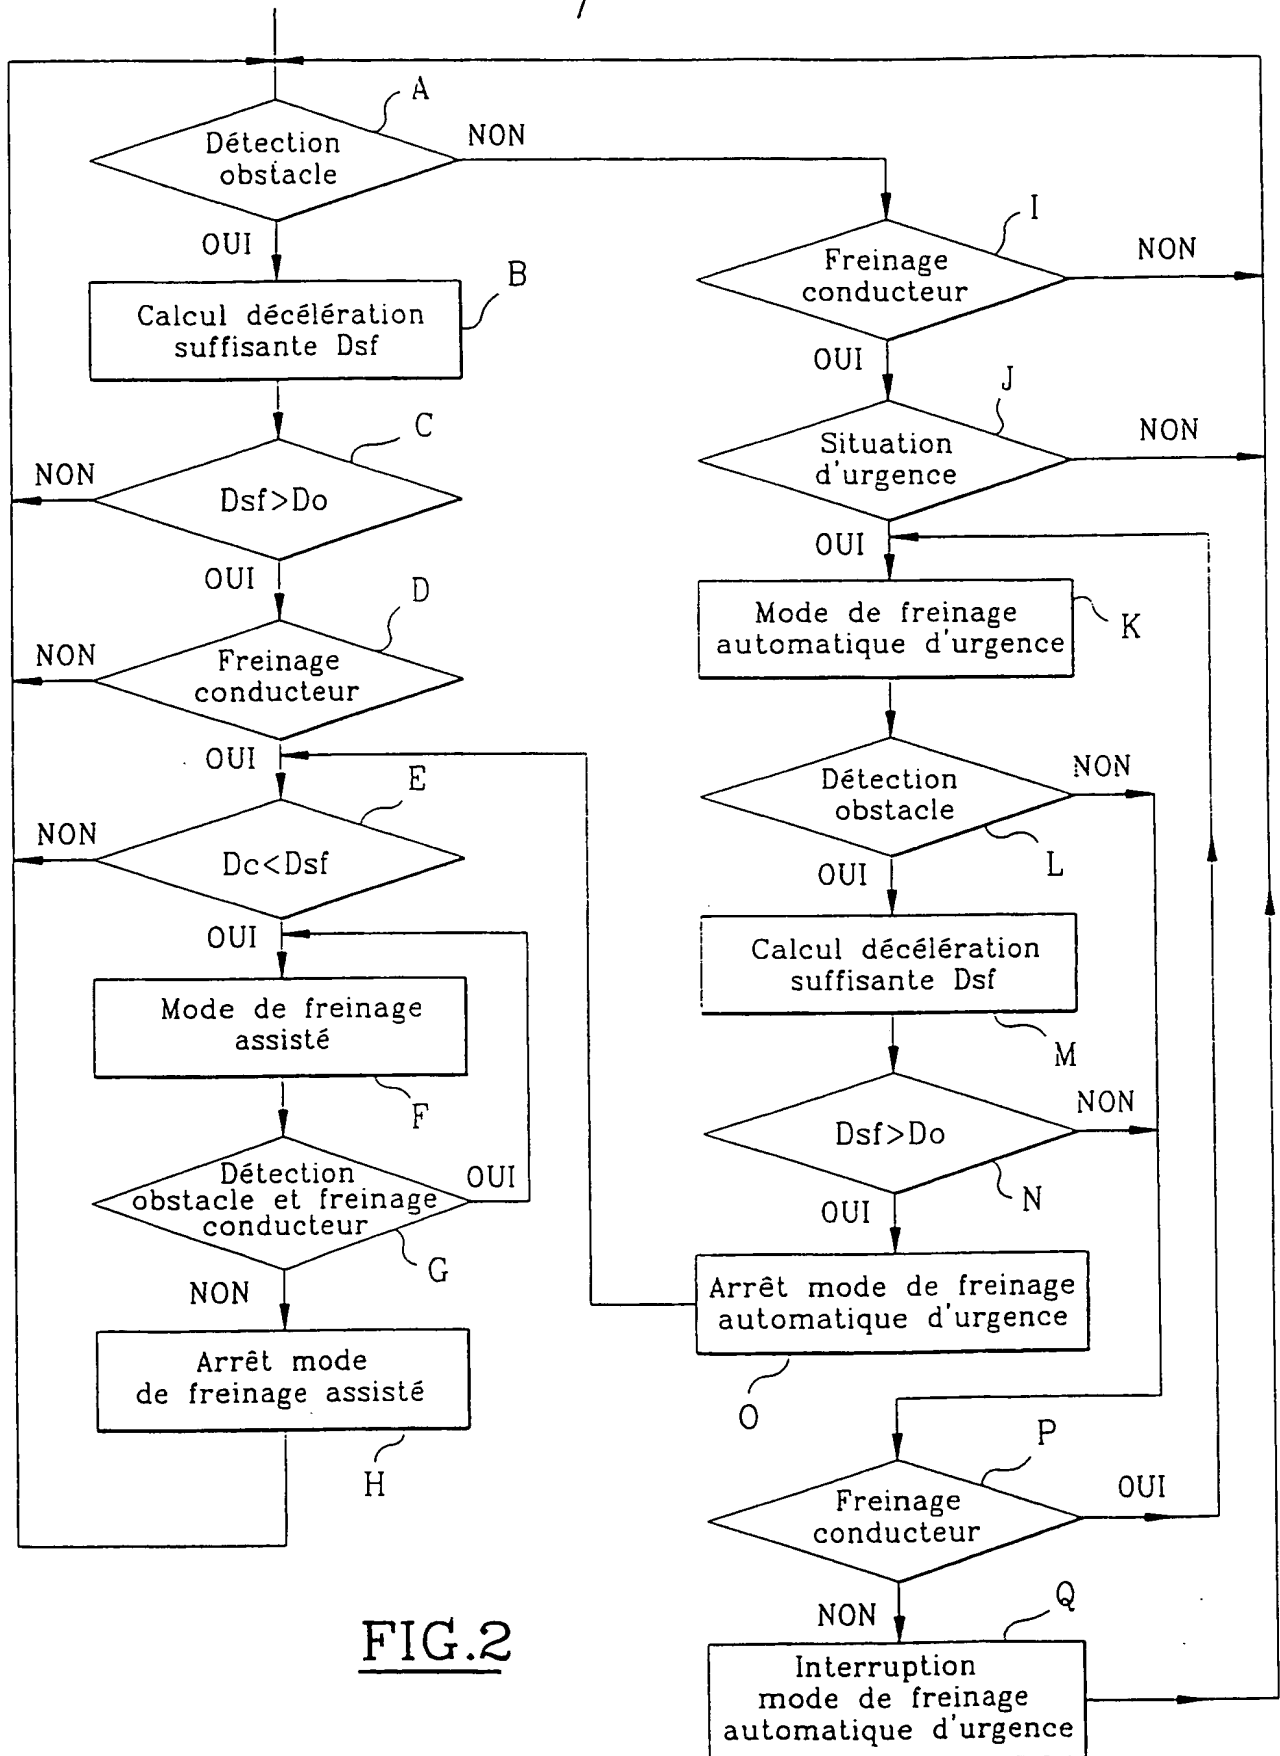 A
Détection
obstacle
NON
OUI
B
Calcul décélération
suffisante Dsf
C
NON
Dsf>Do
OUI
D
NON
Freinage
conducteur
OUI
E
NON
Dc<Dsf
OUI
Mode de freinage
assisté
F
Détection
obstacle et freinage
conducteur
OUI
G
NON
Arrêt mode
de freinage assisté
H
I
Freinage
conducteur
NON
OUI
J
Situation
d'urgence
NON
OUI
Mode de freinage
automatique d'urgence
K
Détection
obstacle
NON
L
OUI
Calcul décélération
suffisante Dsf
M
Dsf>Do
NON
N
OUI
Arrêt mode de freinage
automatique d'urgence
O
P
Freinage
conducteur
OUI
NON
Q
Interruption
mode de freinage
automatique d'urgence
FIG.2